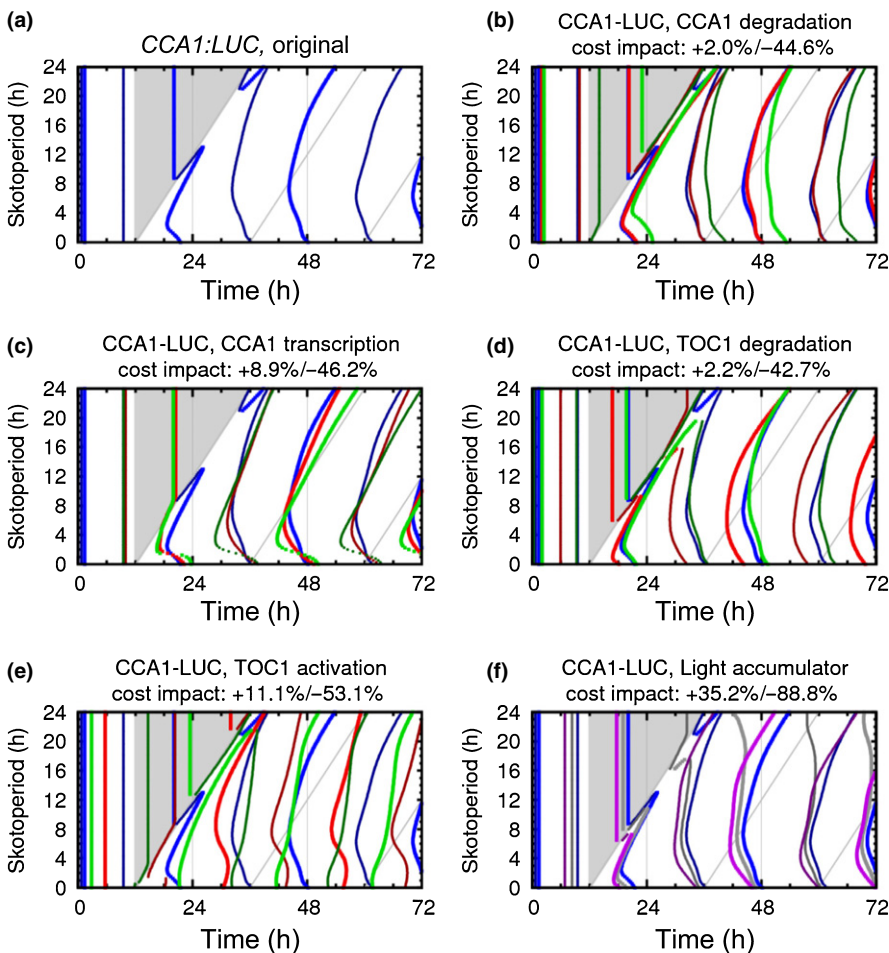 (a)
CCA1:LUC, original
24
20
16
12
8
4
0
Skotoperiod (h)
0 24 48 72
Time (h)
(b)
CCA1-LUC, CCA1 degradation
cost impact: +2.0%/−44.6%
24
20
16
12
8
4
0
Skotoperiod (h)
0 24 48 72
Time (h)
(c)
CCA1-LUC, CCA1 transcription
cost impact: +8.9%/−46.2%
24
20
16
12
8
4
0
Skotoperiod (h)
0 24 48 72
Time (h)
(d)
CCA1-LUC, TOC1 degradation
cost impact: +2.2%/−42.7%
24
20
16
12
8
4
0
Skotoperiod (h)
0 24 48 72
Time (h)
(e)
CCA1-LUC, TOC1 activation
cost impact: +11.1%/−53.1%
24
20
16
12
8
4
0
Skotoperiod (h)
0 24 48 72
Time (h)
(f)
CCA1-LUC, Light accumulator
cost impact: +35.2%/−88.8%
24
20
16
12
8
4
0
Skotoperiod (h)
0 24 48 72
Time (h)